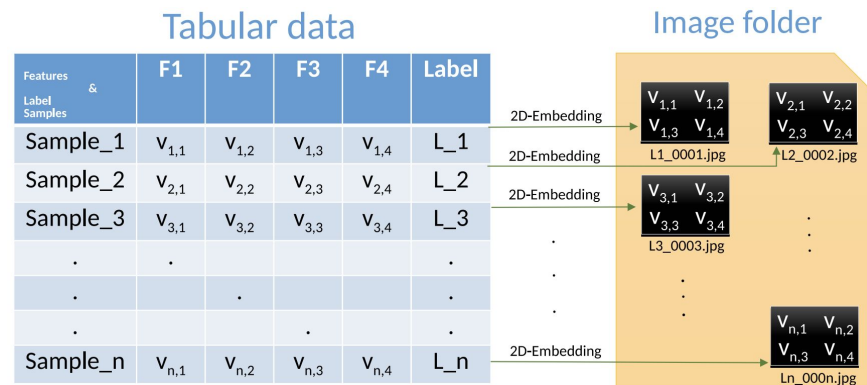 Tabular data
Image folder
Features
&
Label
Samples
F1 F2 F3 F4 Label
Sample_1 v1,1 v1,2 v1,3 v1,4 L_1
Sample_2 v2,1 v2,2 v2,3 v2,4 L_2
Sample_3 v3,1 v3,2 v3,3 v3,4 L_3
. . .
. . .
. . .
Sample_n vn,1 vn,2 vn,3 vn,4 L_n
2D-Embedding
2D-Embedding
2D-Embedding
.
.
.
2D-Embedding
v1,1 v1,2
v1,3 v1,4
L1_0001.jpg
v2,1 v2,2
v2,3 v2,4
L2_0002.jpg
v3,1 v3,2
v3,3 v3,4
L3_0003.jpg
.
.
.
.
.
.
vn,1 vn,2
vn,3 vn,4
Ln_000n.jpg